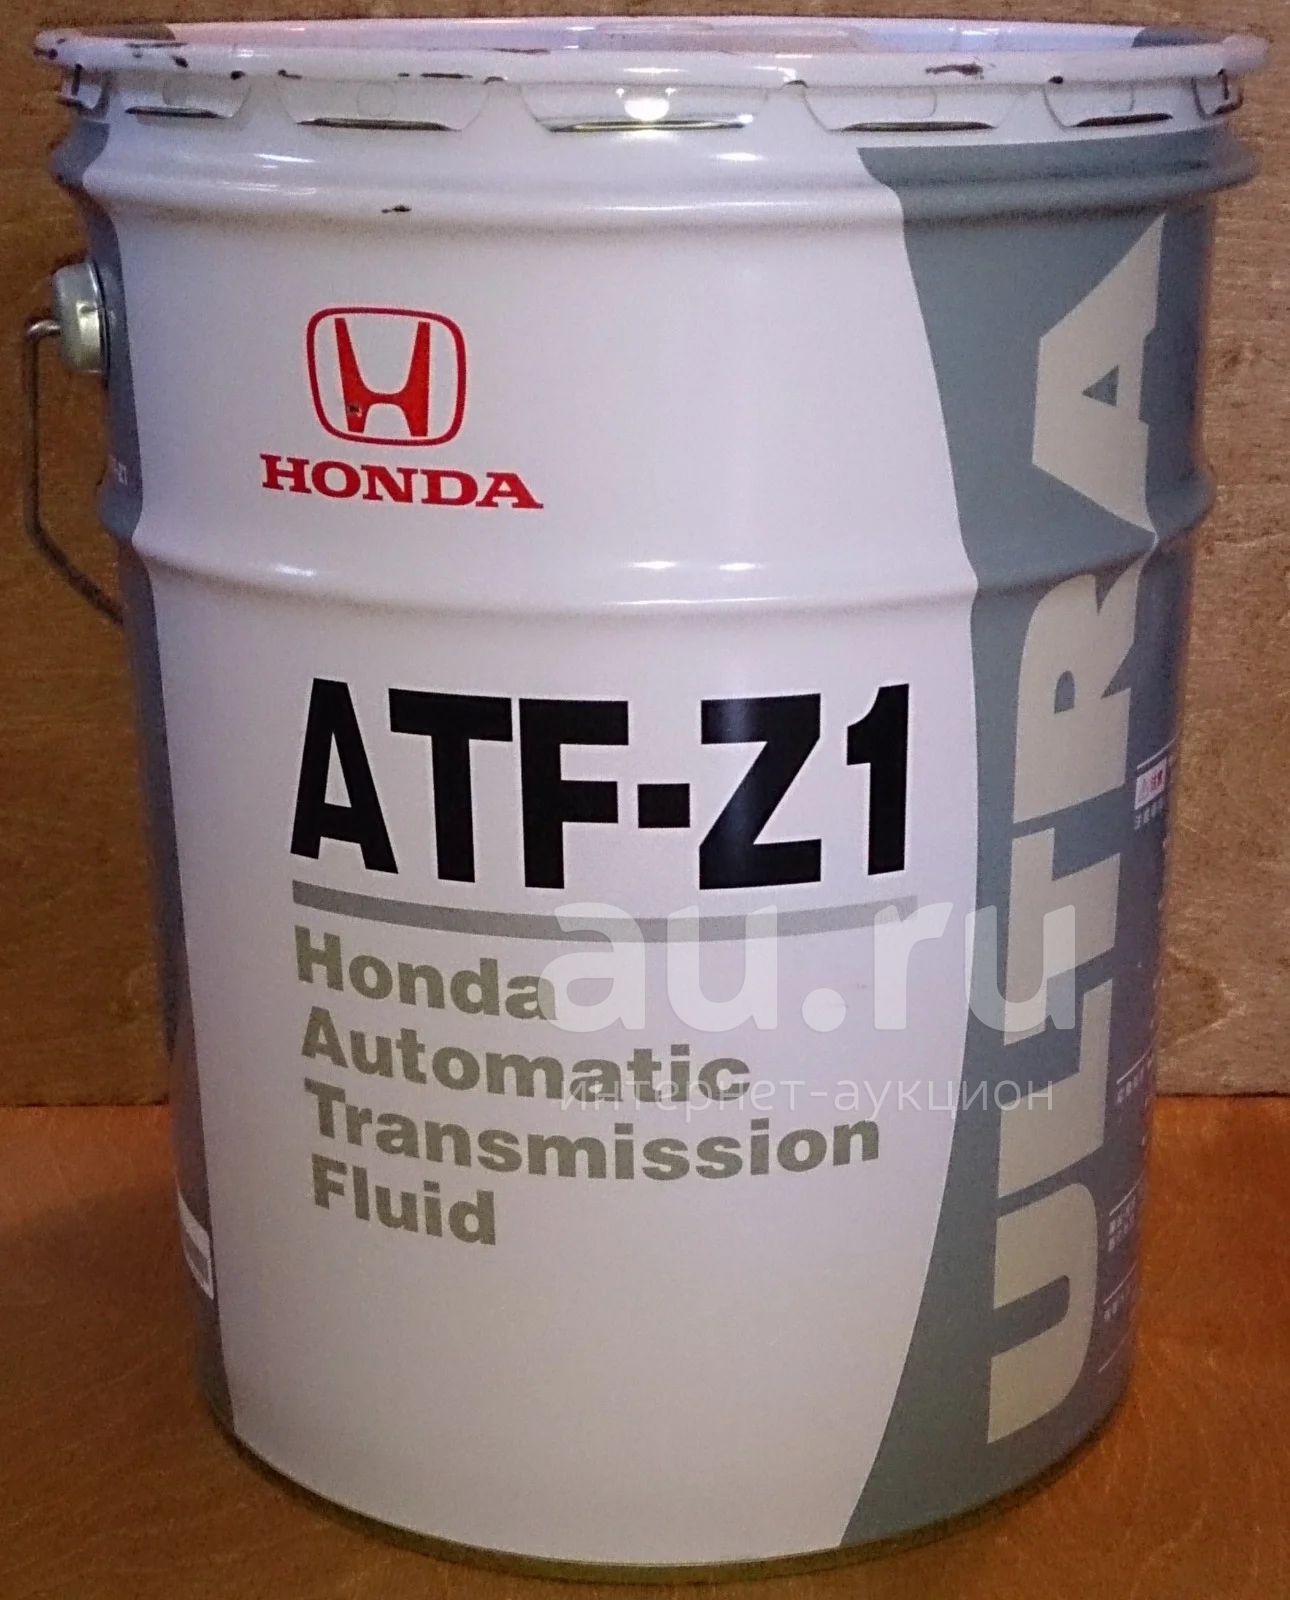 HONDA
ATF-Z1
Honda
Automatic
Transmission
Fluid
ULTRA
au.ru
интернет-аукцион